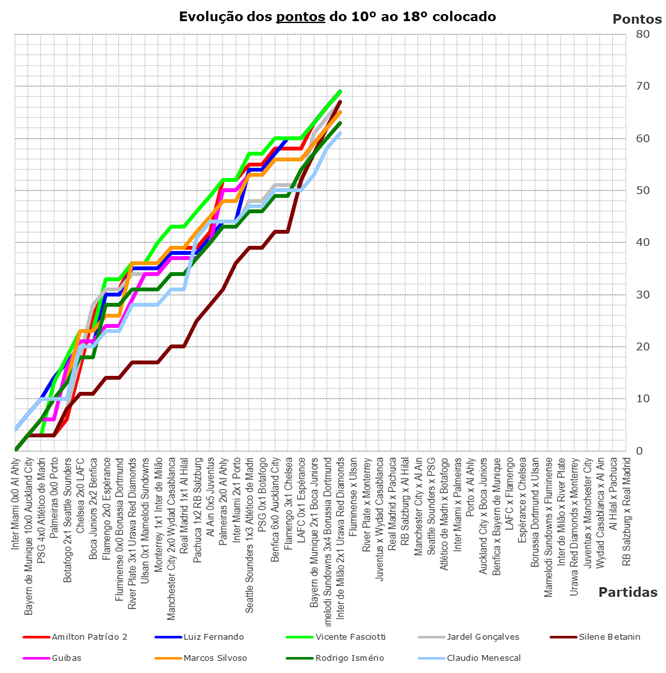 Evolução dos pontos do 10º ao 18º colocado
Pontos
80
70
60
50
40
30
20
10
0
Inter Miami 0x0 Al Ahly
Bayern de Munique 10x0 Auckland City
PSG 4x0 Atlético de Madri
Palmeiras 0x0 Porto
Botafogo 2x1 Seattle Sounders
Chelsea 2x0 LAFC
Boca Juniors 2x2 Benfica
Flamengo 2x0 Espérance
Fluminense 0x0 Borussia Dortmund
River Plate 3x1 Urawa Red Diamonds
Ulsan 0x1 Mamelodi Sundowns
Monterrey 1x1 Inter de Milão
Manchester City 2x0 Wydad Casablanca
Real Madrid 1x1 Al Hilal
Pachuca 1x2 RB Salzburg
Al Ain 0x5 Juventus
Palmeiras 2x0 Al Ahly
Inter Miami 2x1 Porto
Seattle Sounders 1x3 Atlético de Madri
PSG 0x1 Botafogo
Benfica 6x0 Auckland City
Flamengo 3x1 Chelsea
LAFC 0x1 Espérance
Bayern de Munique 2x1 Boca Juniors
amelodi Sundowns 3x4 Borussia Dortmund
Inter de Milão 2x1 Urawa Red Diamonds
Fluminense x Ulsan
River Plate x Monterrey
Juventus x Wydad Casablanca
Real Madrid x Pachuca
RB Salzburg x Al Hilal
Manchester City x Al Ain
Seattle Sounders x PSG
Atlético de Madri x Botafogo
Inter Miami x Palmeiras
Porto x Al Ahly
Auckland City x Boca Juniors
Benfica x Bayern de Munique
LAFC x Flamengo
Espérance x Chelsea
Borussia Dortmund x Ulsan
Mamelodi Sundowns x Fluminense
Inter de Milão x River Plate
Urawa Red Diamonds x Monterrey
Juventus x Manchester City
Wydad Casablanca x Al Ain
Al Hilal x Pachuca
RB Salzburg x Real Madrid
Partidas
Amilton Patrício 2
Luiz Fernando
Vicente Fasciotti
Jardel Gonçalves
Silene Betanin
Guibas
Marcos Silvoso
Rodrigo Ismério
Claudio Menescal